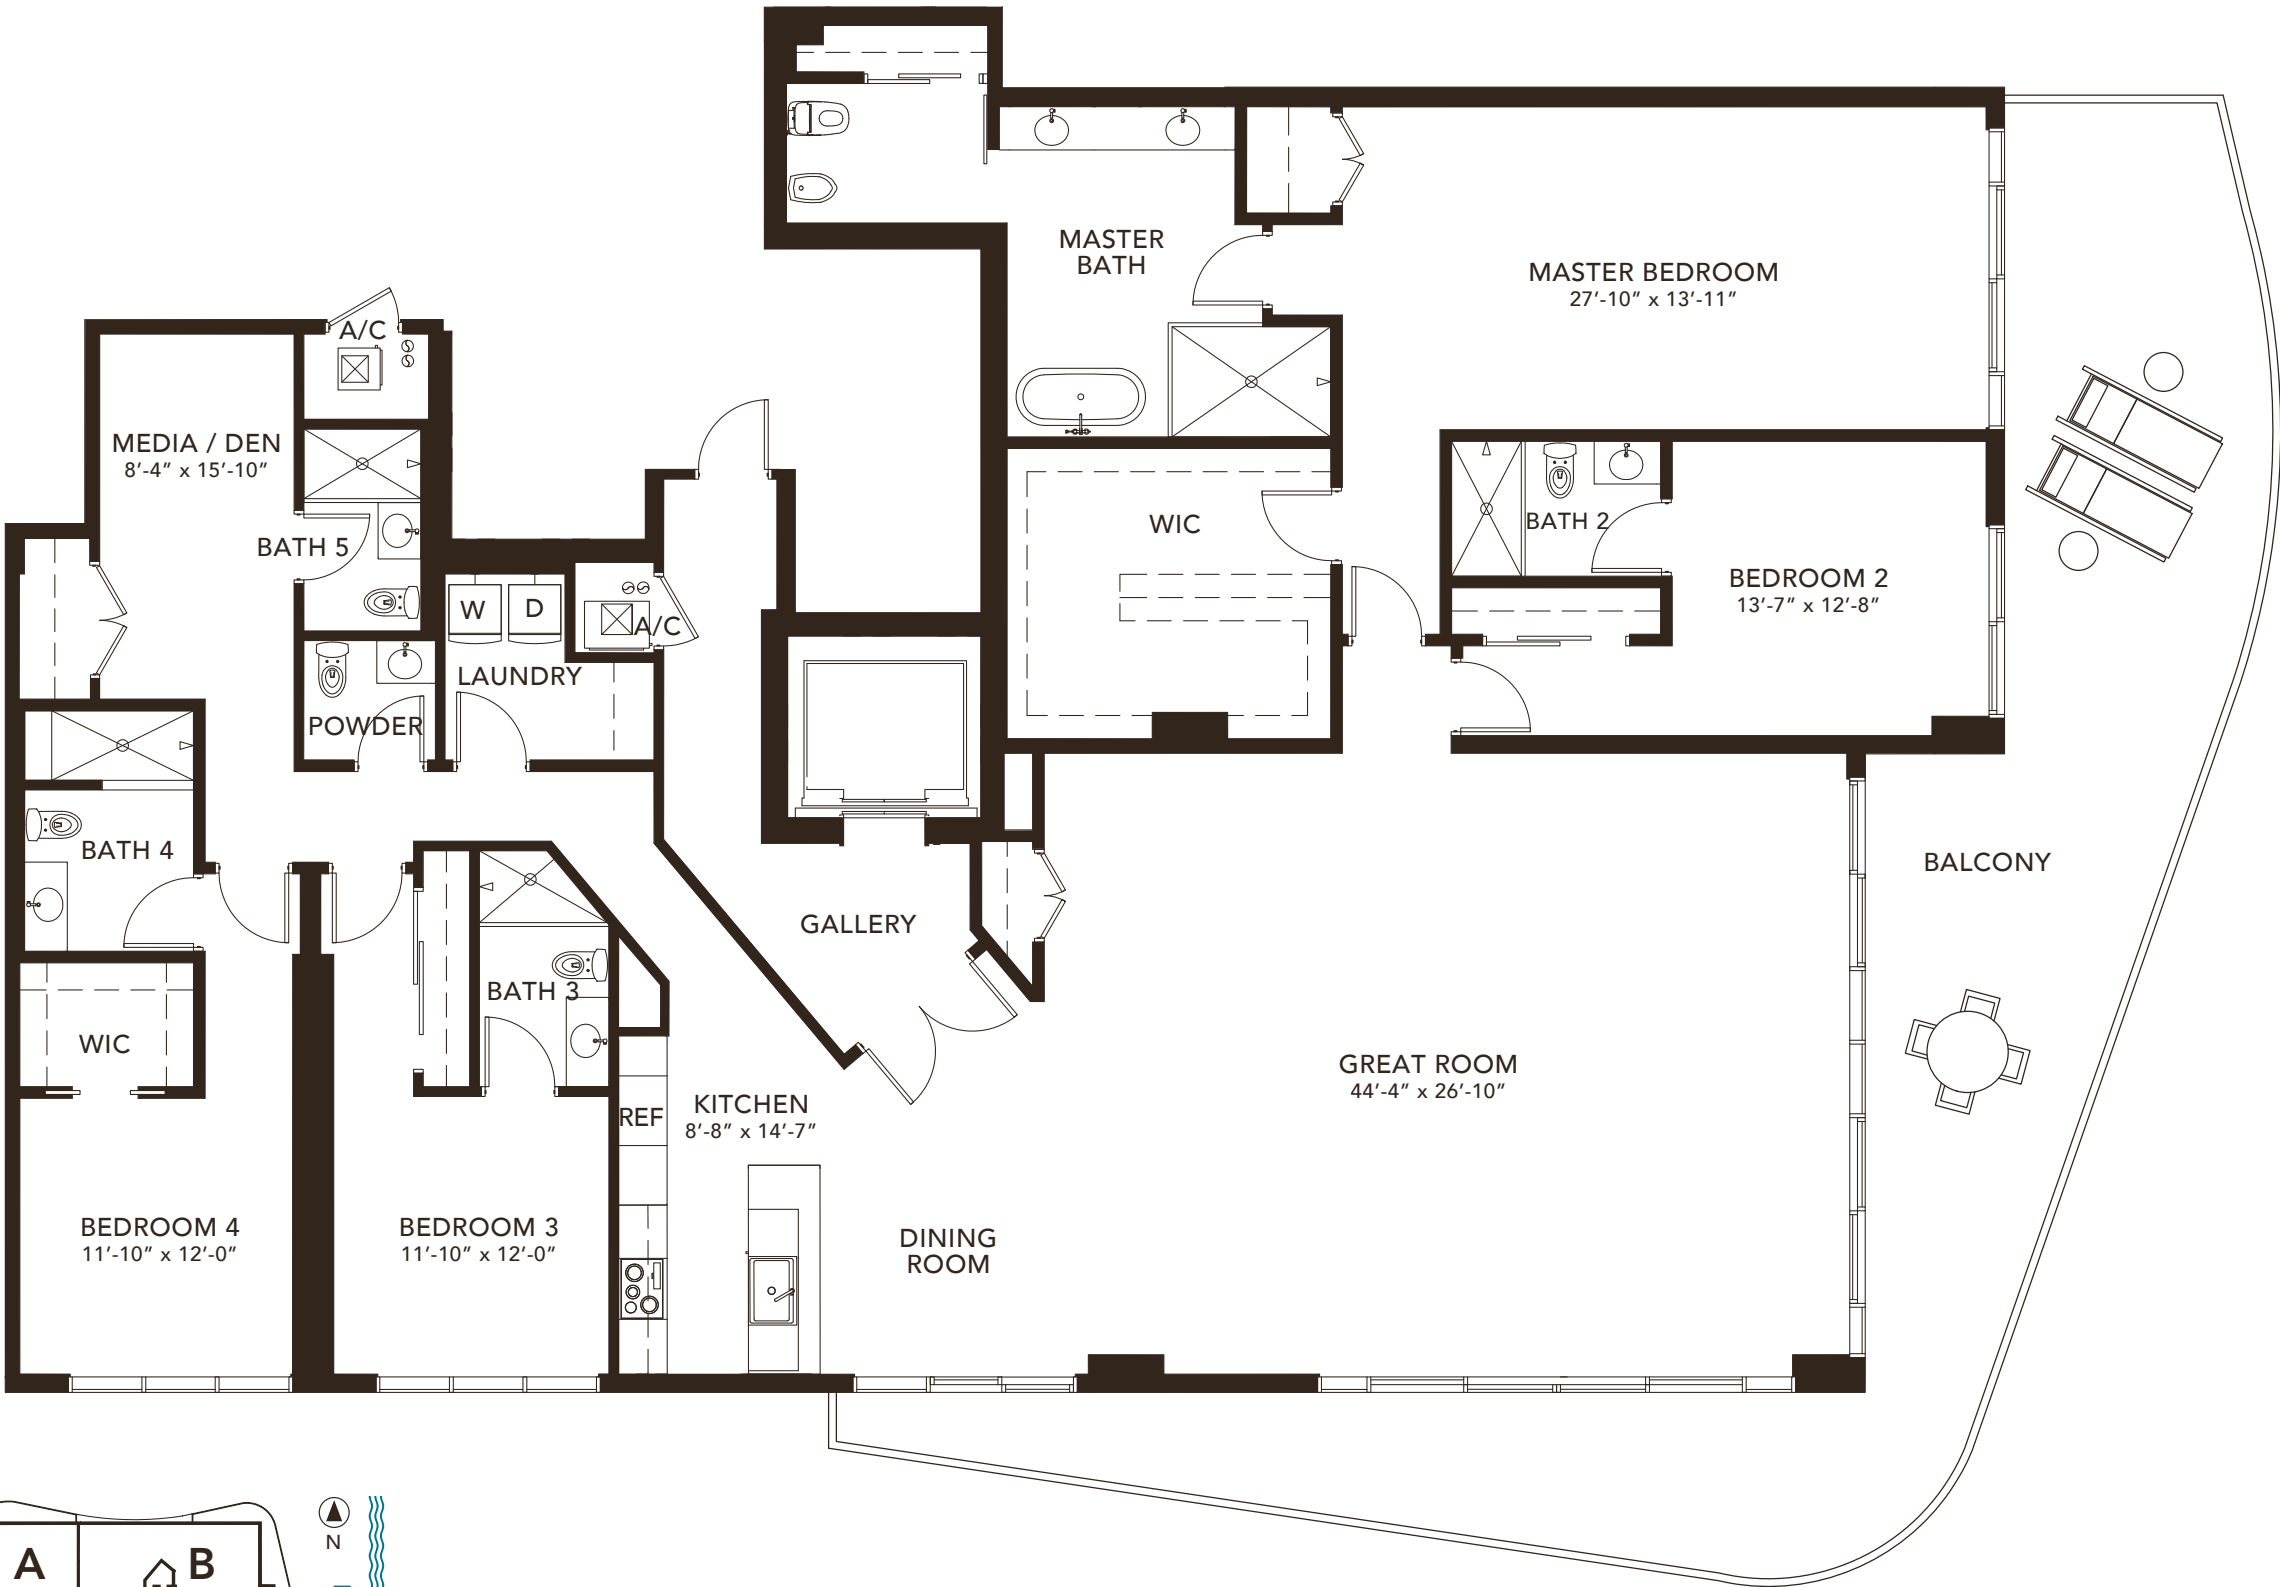 MASTER
BATH
MASTER BEDROOM
27'-10" x 13'-11"
A/C
MEDIA / DEN
8'-4" x 15'-10"
BATH 5
WIC
BATH 2
BEDROOM 2
13'-7" x 12'-8"
W
D
A/C
LAUNDRY
POWDER
BATH 4
BALCONY
GALLERY
BATH 3
WIC
GREAT ROOM
44'-4" x 26'-10"
REF
KITCHEN
8'-8" x 14'-7"
BEDROOM 4
11'-10" x 12'-0"
BEDROOM 3
11'-10" x 12'-0"
DINING
ROOM
N
A
B